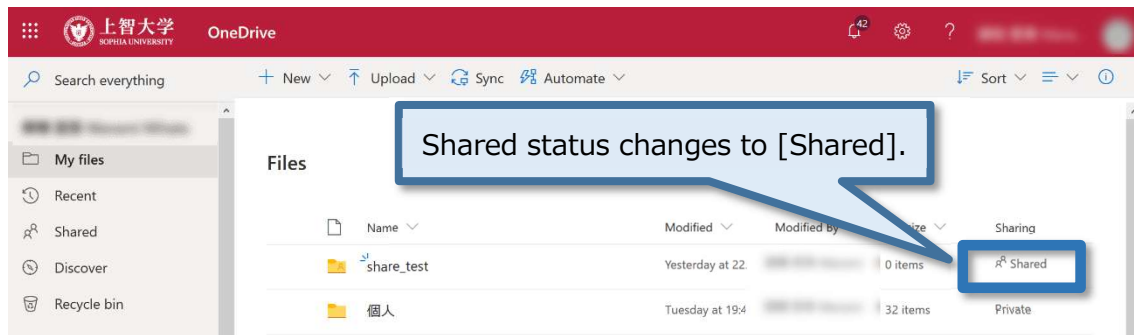 上智大学
SOPHIA UNIVERSITY
OneDrive
42
?
Search everything
New
Upload
Sync
Automate
Sort
My files
Recent
Shared
Discover
Recycle bin
Files
Shared status changes to [Shared].
Name Modified Modified By Sharing
share_test Yesterday at 22. 0 items Shared
個人 Tuesday at 19:4 32 items Private